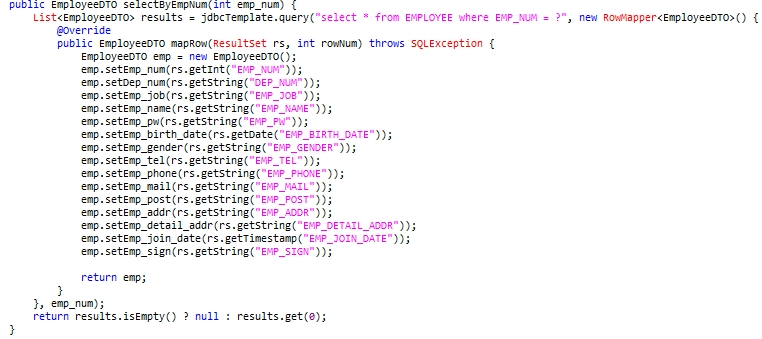 public EmployeeDTO selectByEmpNum(int emp_num) {
    List<EmployeeDTO> results = jdbcTemplate.query("select * from EMPLOYEE where EMP_NUM = ?", new RowMapper<EmployeeDTO>() {
        @Override
        public EmployeeDTO mapRow(ResultSet rs, int rowNum) throws SQLException {
            EmployeeDTO emp = new EmployeeDTO();
            emp.setEmp_num(rs.getInt("EMP_NUM"));
            emp.setDep_num(rs.getString("DEP_NUM"));
            emp.setEmp_job(rs.getString("EMP_JOB"));
            emp.setEmp_name(rs.getString("EMP_NAME"));
            emp.setEmp_pw(rs.getString("EMP_PW"));
            emp.setEmp_birth_date(rs.getDate("EMP_BIRTH_DATE"));
            emp.setEmp_gender(rs.getString("EMP_GENDER"));
            emp.setEmp_tel(rs.getString("EMP_TEL"));
            emp.setEmp_phone(rs.getString("EMP_PHONE"));
            emp.setEmp_mail(rs.getString("EMP_MAIL"));
            emp.setEmp_post(rs.getString("EMP_POST"));
            emp.setEmp_addr(rs.getString("EMP_ADDR"));
            emp.setEmp_detail_addr(rs.getString("EMP_DETAIL_ADDR"));
            emp.setEmp_join_date(rs.getTimestamp("EMP_JOIN_DATE"));
            emp.setEmp_sign(rs.getString("EMP_SIGN"));

            return emp;
        }
    }, emp_num);
    return results.isEmpty() ? null : results.get(0);
}